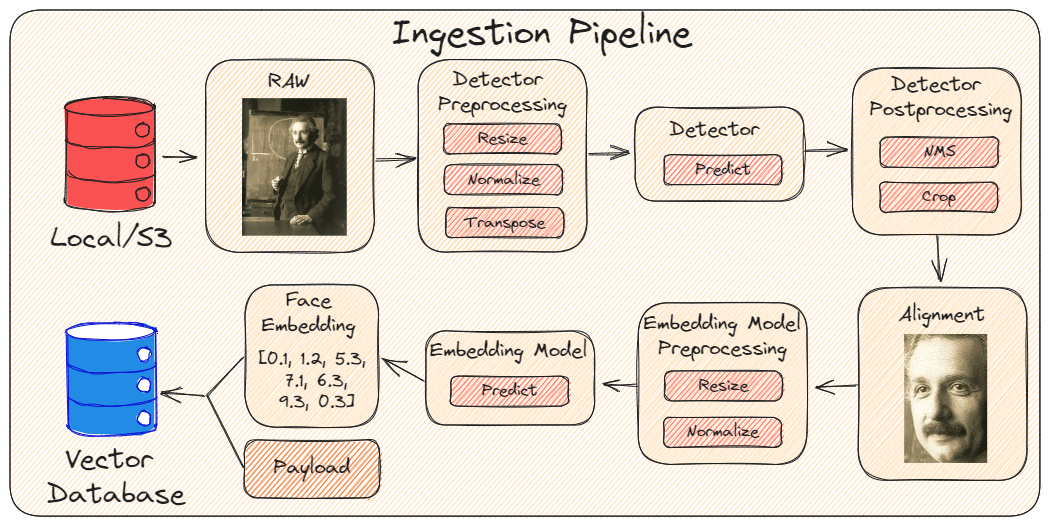 Ingestion Pipeline
Local/S3
RAW
Detector
Preprocessing
Resize
Normalize
Transpose
Detector
Predict
Detector
Postprocessing
NMS
Crop
Alignment
Embedding Model
Preprocessing
Resize
Normalize
Embedding Model
Predict
Face
Embedding
[0.1, 1.2, 5.3,
7.1, 6.3,
9.3, 0.3]
Payload
Vector
Database